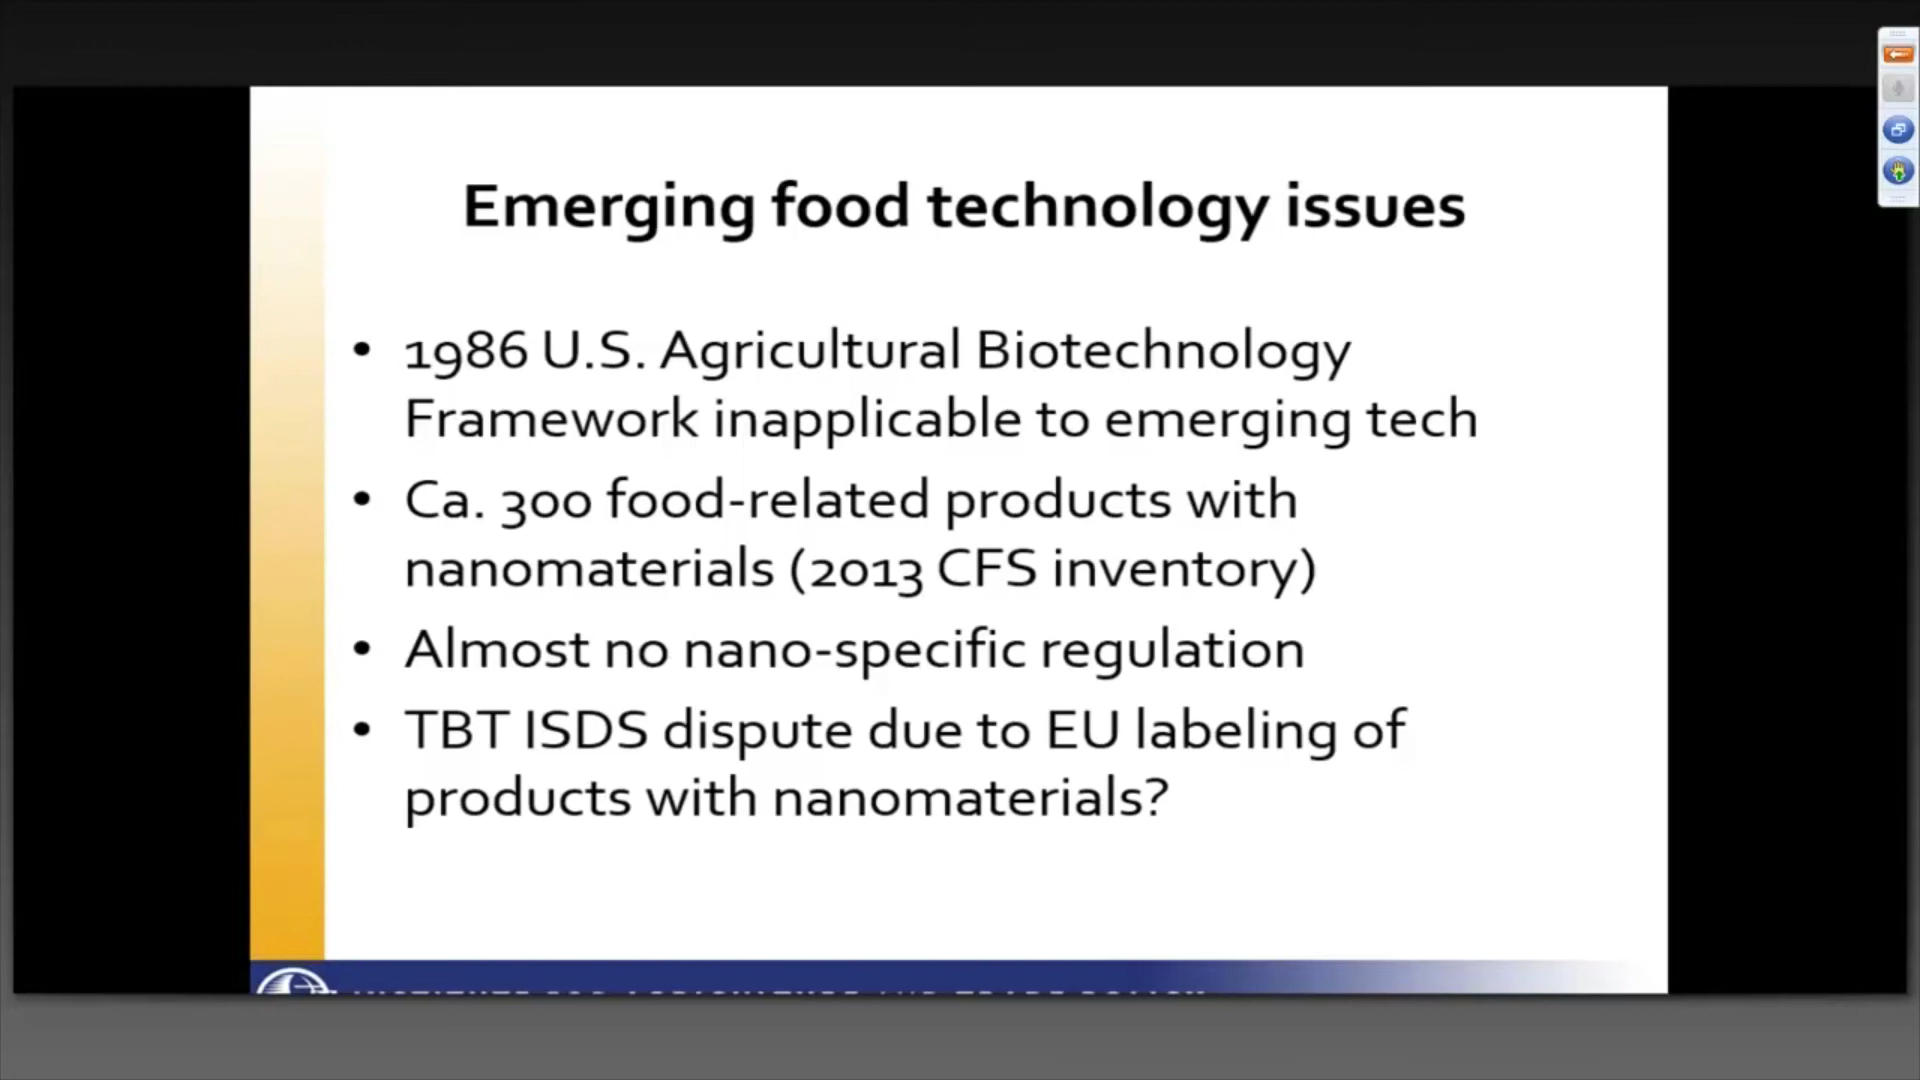 Emerging food technology issues
• 1986 U.S. Agricultural Biotechnology
Framework inapplicable to emerging tech
• Ca. 300 food-related products with
nanomaterials (2013 CFS inventory)
• Almost no nano-specific regulation
• TBT ISDS dispute due to EU labeling of
products with nanomaterials?